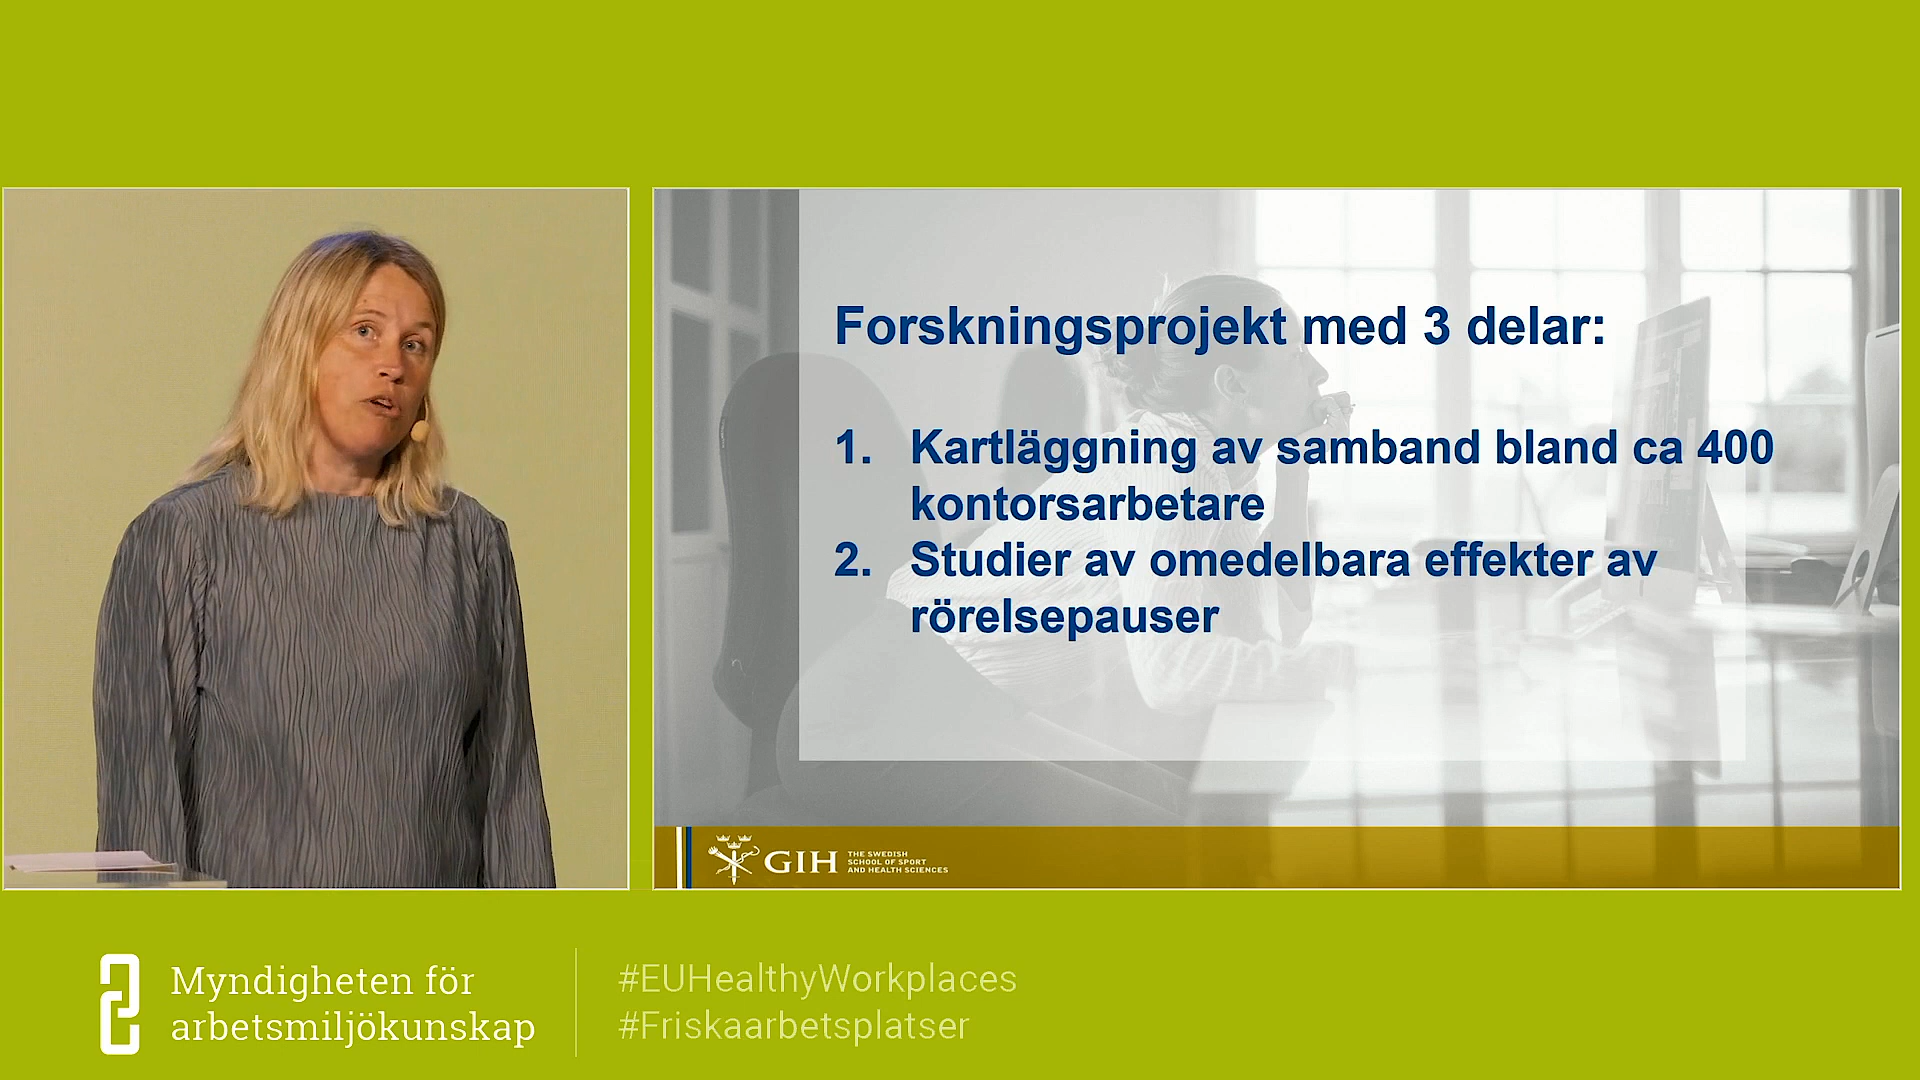 Forskningsprojekt med 3 delar:
1. Kartläggning av samband bland ca 400
kontorsarbetare
2. Studier av omedelbara effekter av
rörelsepauser
GIH
THE SWEDISH
SCHOOL OF SPORT
AND HEALTH SCIENCES
Myndigheten för
arbetsmiljökunskap
#EUHealthyWorkplaces
#Friskaarbetsplatser